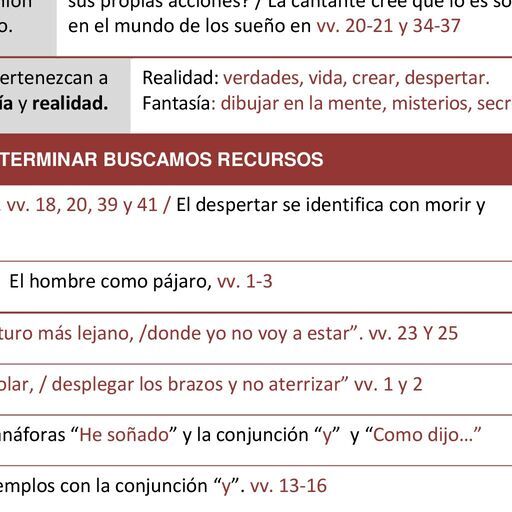 sus propias acciones? / La cantante cree que lo es
o. en el mundo de los sueño en vv. 20-21 y 34-37
ertenezcan a Realidad: verdades, vida, crear, despertar.
ía y realidad. Fantasía: dibujar en la mente, misterios, secr
TERMINAR BUSCAMOS RECURSOS
vv. 18, 20, 39 y 41 / El despertar se identifica con morir y
El hombre como pájaro, vv. 1-3
turo más lejano, /donde yo no voy a estar”. vv. 23 Y 25
olar, / desplegar los brazos y no aterrizar” vv. 1 y 2
náforas “He soñado” y la conjunción “y” y “Como dijo…”
emplos con la conjunción “y”. vv. 13-16